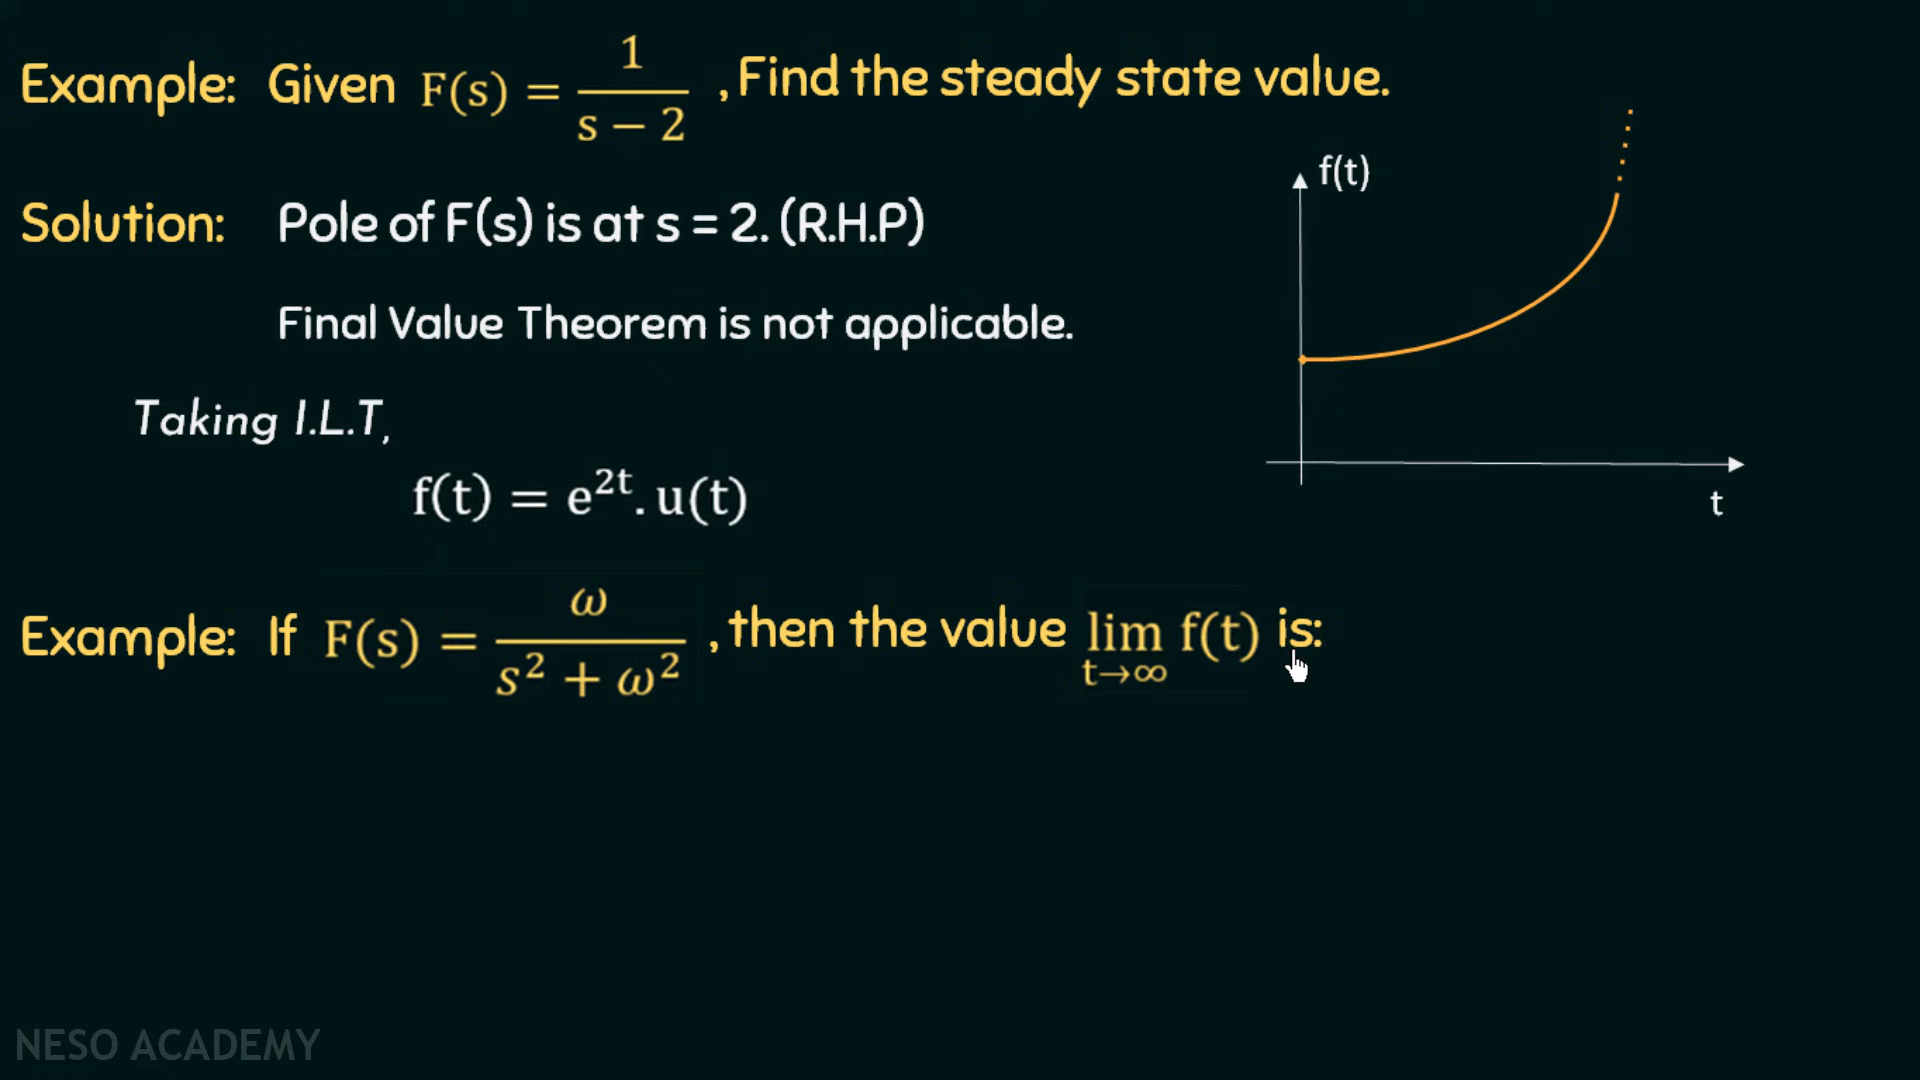 Example: Given F(s) = 1/(s − 2) , Find the steady state value.
f(t)
Solution: Pole of F(s) is at s = 2. (R.H.P)
Final Value Theorem is not applicable.
Taking I.L.T,
f(t) = e^{2t}. u(t)
t
Example: If F(s) = ω/(s² + ω²) , then the value lim_{t→∞} f(t) is:
NESO ACADEMY